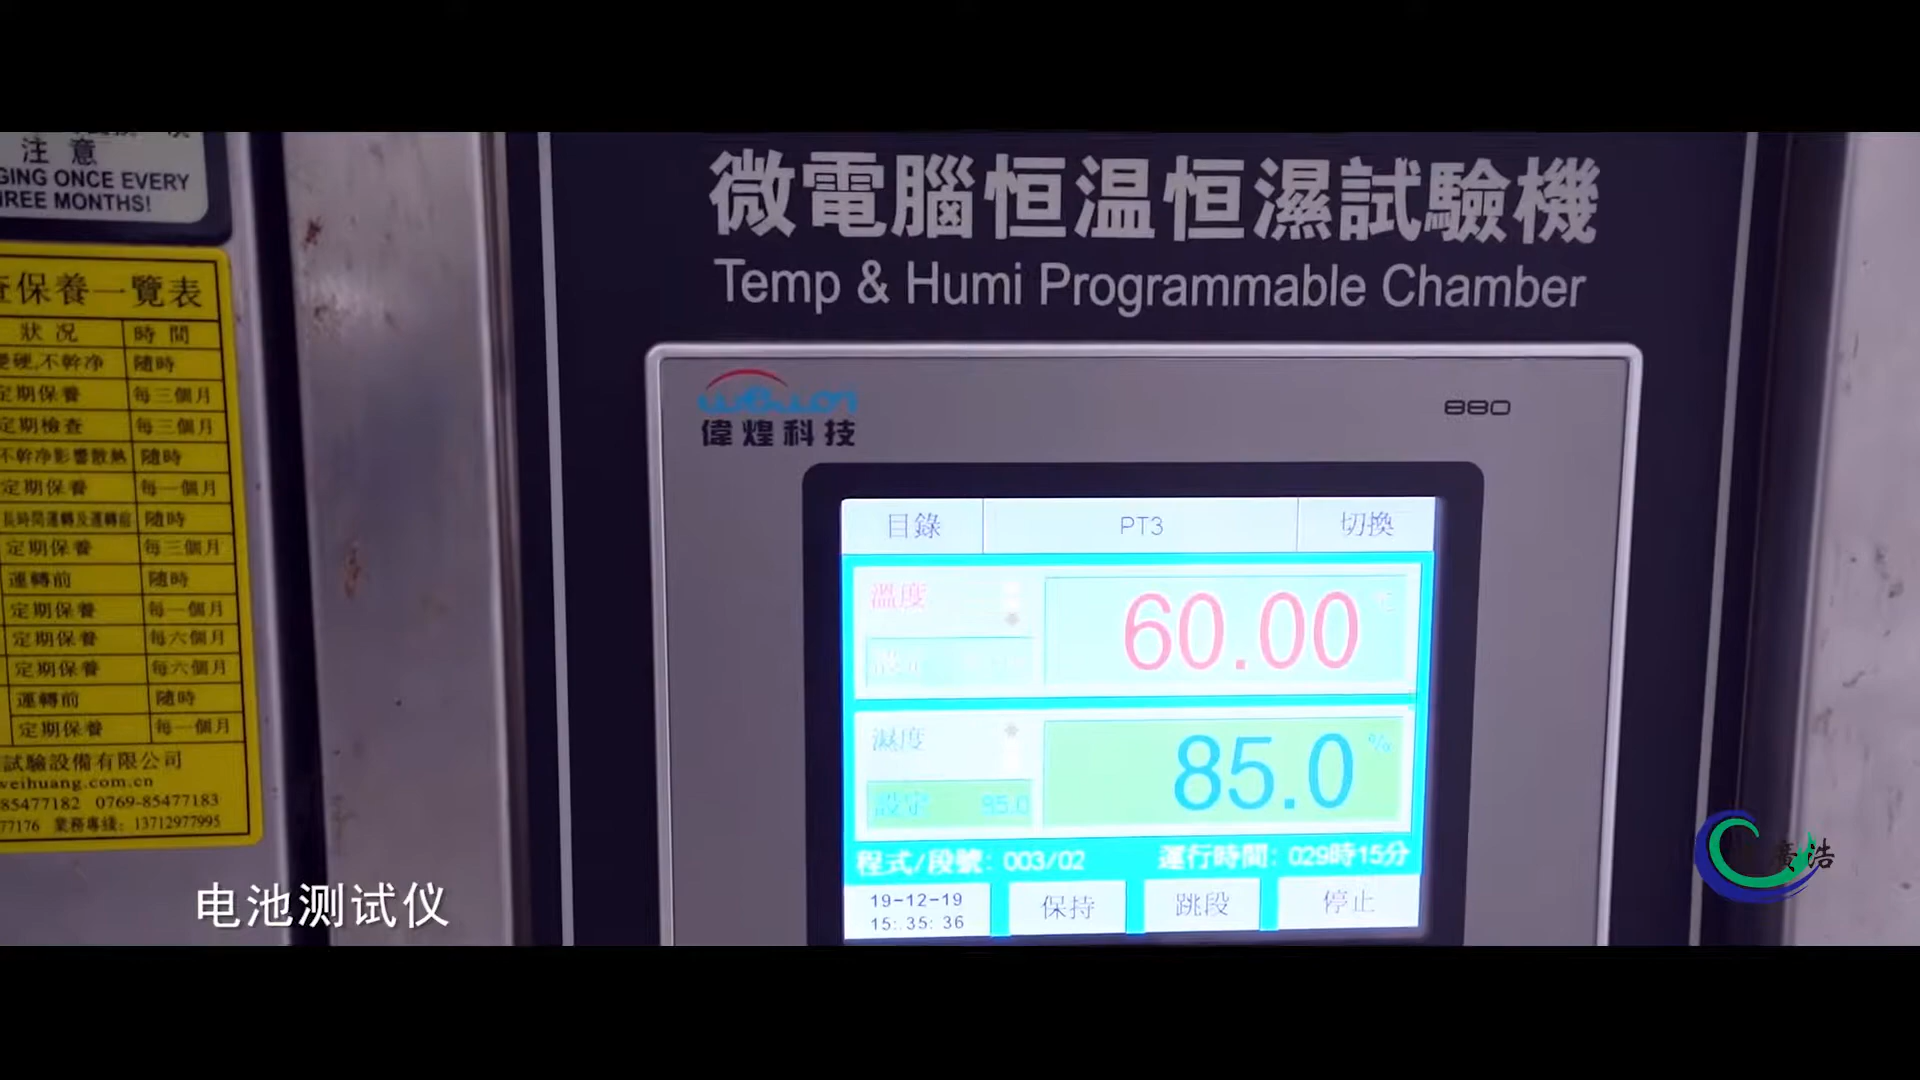 注 意
GING ONCE EVERY
HREE MONTHS!
查保養一覽表
狀況 時間
變硬,不幹净 隨時
定期保養 每三個月
定期檢查 每三個月
不幹净影響散熱 隨時
定期保養 每一個月
長時間運轉及運轉前 隨時
定期保養 每三個月
運轉前 隨時
定期保養 每一個月
定期保養 每六個月
定期保養 每六個月
運轉前 隨時
定期保養 每一個月
試驗設備有限公司
weihuang.com.cn
85477182 0769-85477183
77176 業務專綫: 13712977995
微電腦恒温恒濕試驗機
Temp & Humi Programmable Chamber
偉煌科技
880
目錄 PT3 切換
溫度 60.00 ℃
設定
濕度 85.0 %
設定 85.0
程式/段號: 003/02 運行時間: 029時15分
19-12-19
15:35:36
保持 跳段 停止
电池测试仪
廣浩